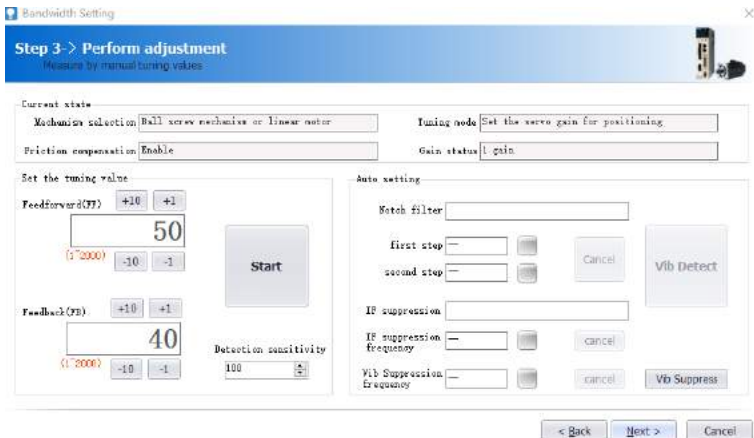 Bandwidth Setting
Step 3-> Perform adjustment
Measure by manual tuning values
Current state
Mechanism selection Ball screw mechanism or linear motor
Tuning mode Set the servo gain for positioning
Friction compensation Enable
Gain status 1 gain
Set the tuning value
Feedforward(FF) +10 +1
50
(1~2000) -10 -1
Start
Feedback(FB) +10 +1
40
(1~2000) -10 -1
Detection sensitivity
100
Auto setting
Notch filter
first step —
second step —
Cancel
Vib Detect
IF suppression
IF suppression frequency — cancel
Vib Suppression frequency — cancel
Vib Suppress
< Back Next > Cancel